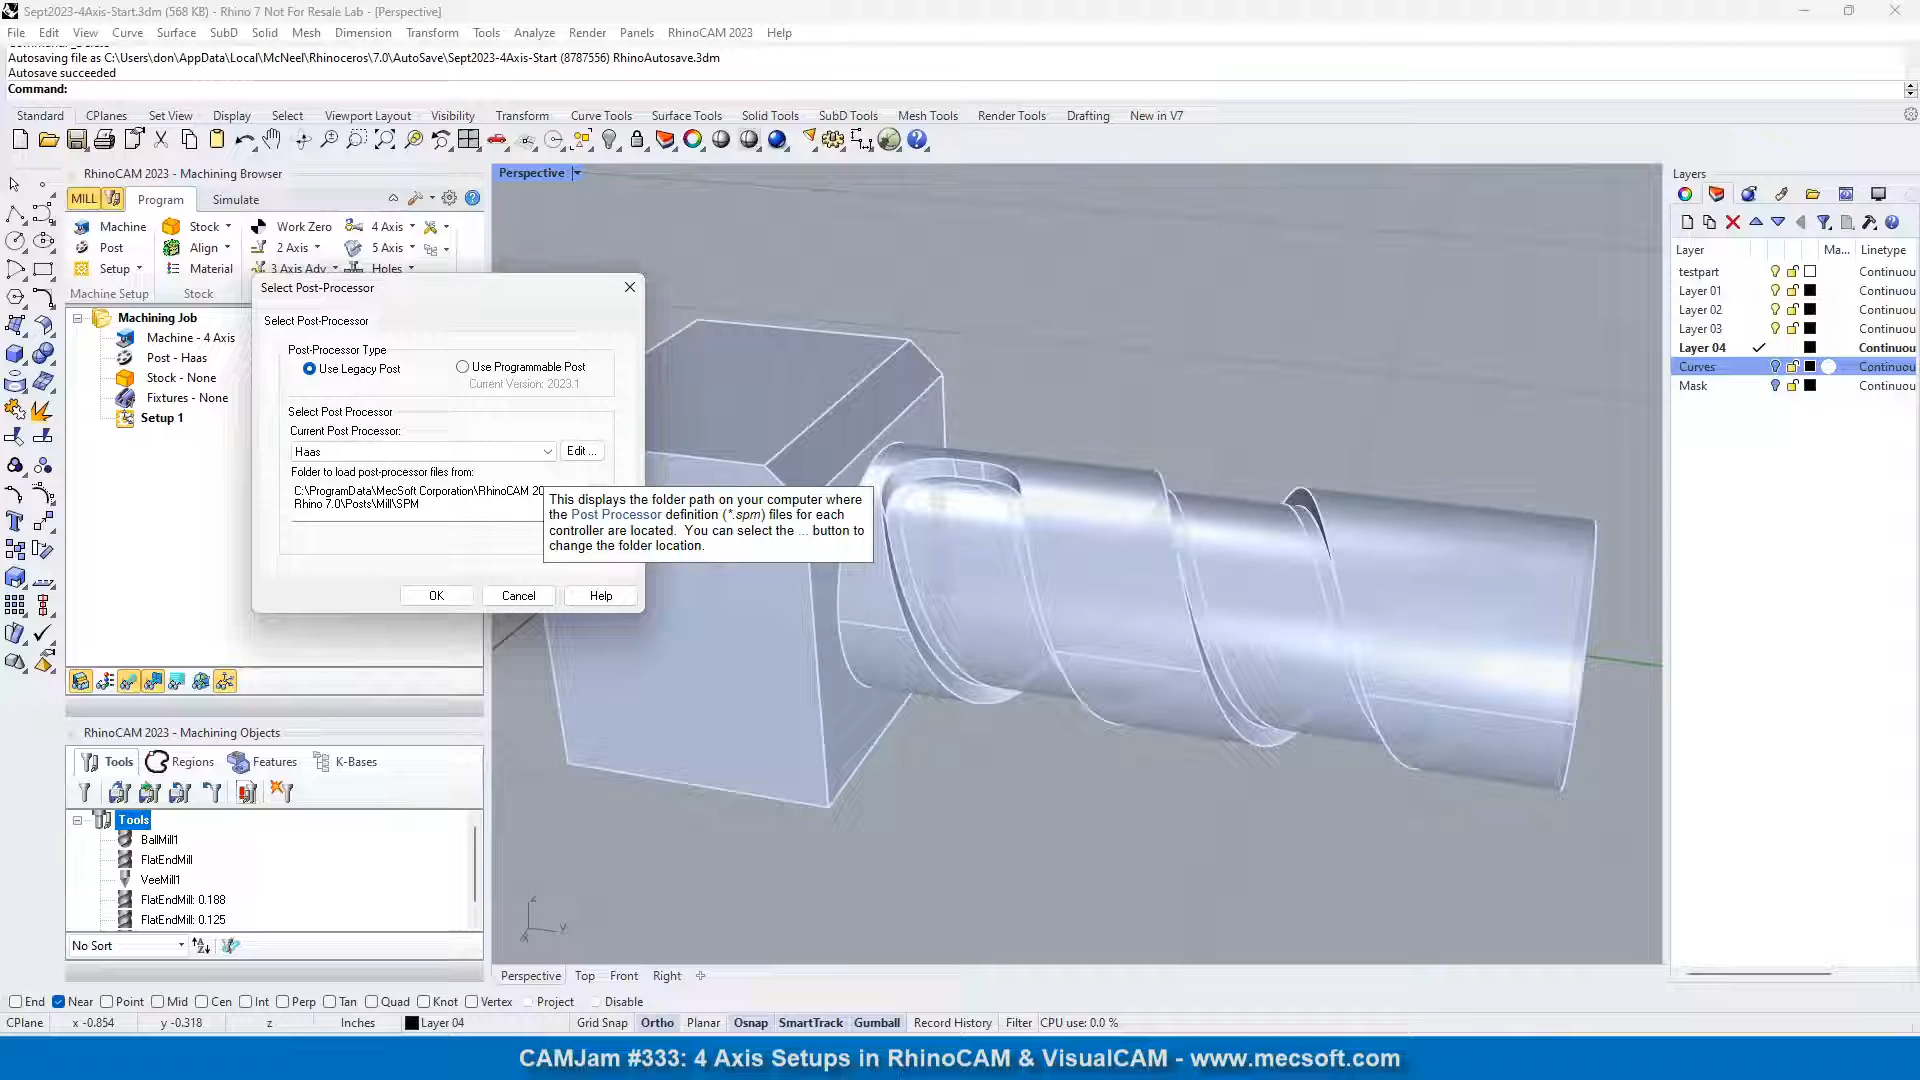 Sept2023-4Axis-Start.3dm (568 KB) - Rhino 7 Not For Resale Lab - [Perspective]
File Edit View Curve Surface SubD Solid Mesh Dimension Transform Tools Analyze Render Panels RhinoCAM 2023 Help
Autosaving file as C:\Users\don\AppData\Local\McNeel\Rhinoceros\7.0\AutoSave\Sept2023-4Axis-Start (8787556) RhinoAutosave.3dm
Autosave succeeded
Command:
Standard CPlanes Set View Display Select Viewport Layout Visibility Transform Curve Tools Surface Tools Solid Tools SubD Tools Mesh Tools Render Tools Drafting New in V7
RhinoCAM 2023 - Machining Browser
MILL Program Simulate
Machine Stock Work Zero 4 Axis
Post Align 2 Axis 5 Axis
Setup Material 3 Axis Adv Holes
Machine Setup Stock
Machining Job
Machine - 4 Axis
Post - Haas
Stock - None
Fixtures - None
Setup 1
Select Post-Processor
Select Post-Processor
Post-Processor Type
Use Legacy Post Use Programmable Post
Current Version: 2023.1
Select Post Processor
Current Post Processor:
Haas Edit ...
Folder to load post-processor files from:
C:\ProgramData\MecSoft Corporation\RhinoCAM 20
Rhino 7.0\Posts\Mill\SPM
OK Cancel Help
This displays the folder path on your computer where
the Post Processor definition (*.spm) files for each
controller are located. You can select the ... button to
change the folder location.
RhinoCAM 2023 - Machining Objects
Tools Regions Features K-Bases
Tools
BallMill1
FlatEndMill
VeeMill1
FlatEndMill: 0.188
FlatEndMill: 0.125
No Sort
Perspective
z
y
x
Perspective Top Front Right
Layers
Layer Ma... Linetype
testpart Continuou
Layer 01 Continuou
Layer 02 Continuou
Layer 03 Continuou
Layer 04 Continuou
Curves Continuou
Mask Continuou
End Near Point Mid Cen Int Perp Tan Quad Knot Vertex Project Disable
CPlane x -0.854 y -0.318 z Inches Layer 04 Grid Snap Ortho Planar Osnap SmartTrack Gumball Record History Filter CPU use: 0.0 %
CAMJam #333: 4 Axis Setups in RhinoCAM & VisualCAM - www.mecsoft.com